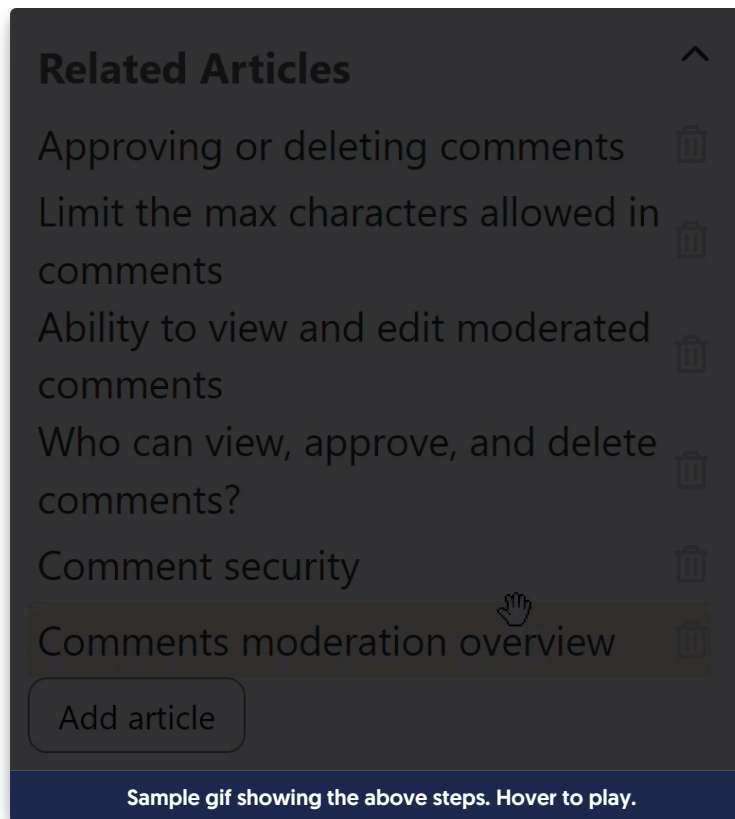 Related Articles
Approving or deleting comments
Limit the max characters allowed in
comments
Ability to view and edit moderated
comments
Who can view, approve, and delete
comments?
Comment security
Comments moderation overview
Add article
Sample gif showing the above steps. Hover to play.